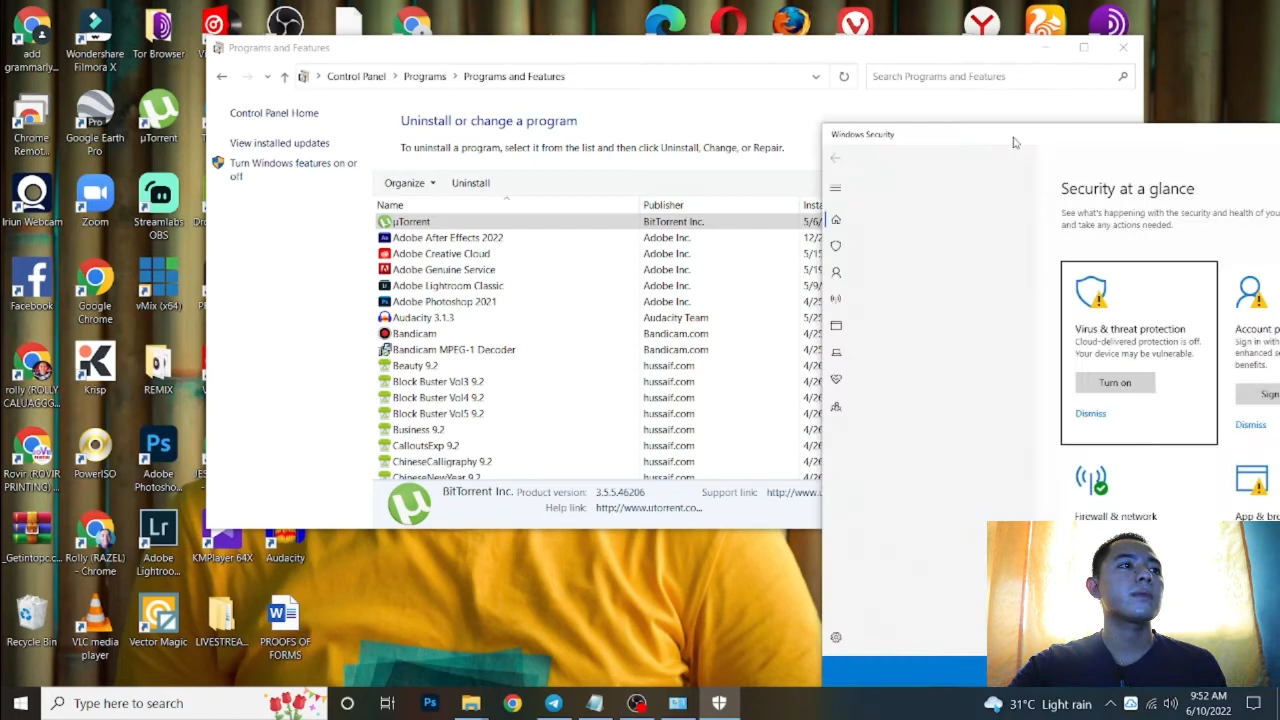 add
grammarly...
Wondershare
Filmora X
Tor Browser
Chrome
Remot...
Google Earth
Pro
µTorrent
Iriun Webcam
Zoom
Streamlabs
OBS
Facebook
Google
Chrome
vMix (x64)
rolly (ROLLY
CALUAGG...
Krisp
REMIX
Rovir (ROVIR
PRINTING) ...
PowerISO
Adobe
Photosho...
_Getintopc.c...
Rolly (RAZEL)
- Chrome
Adobe
Lightroo...
KMPlayer 64X
Audacity
Recycle Bin
VLC media
player
Vector Magic
LIVESTREA...
PROOFS OF
FORMS
Programs and Features
Control Panel
Programs
Programs and Features
Search Programs and Features
Control Panel Home
View installed updates
Turn Windows features on or
off
Uninstall or change a program
To uninstall a program, select it from the list and then click Uninstall, Change, or Repair.
Organize
Uninstall
Name
Publisher
Insta
µTorrent
BitTorrent Inc.
5/6/
Adobe After Effects 2022
Adobe Inc.
12/2
Adobe Creative Cloud
Adobe Inc.
5/15
Adobe Genuine Service
Adobe Inc.
5/19
Adobe Lightroom Classic
Adobe Inc.
5/9/
Adobe Photoshop 2021
Adobe Inc.
4/25
Audacity 3.1.3
Audacity Team
5/25
Bandicam
Bandicam.com
4/25
Bandicam MPEG-1 Decoder
Bandicam.com
4/25
Beauty 9.2
hussaif.com
4/26
Block Buster Vol3 9.2
hussaif.com
4/26
Block Buster Vol4 9.2
hussaif.com
4/26
Block Buster Vol5 9.2
hussaif.com
4/26
Business 9.2
hussaif.com
4/26
CalloutsExp 9.2
hussaif.com
4/26
ChineseCalligraphy 9.2
hussaif.com
4/26
ChineseNewYear 9.2
hussaif.com
4/26
BitTorrent Inc.
Product version: 3.5.5.46206
Support link: http://www.u
Help link: http://www.utorrent.co...
Windows Security
Security at a glance
See what's happening with the security and health of you
and take any actions needed.
Virus & threat protection
Cloud-delivered protection is off.
Your device may be vulnerable.
Turn on
Dismiss
Account p
Sign in with
enhanced s
benefits.
Sign
Dismiss
Firewall & network
App & bro
Type here to search
31°C Light rain
9:52 AM
6/10/2022